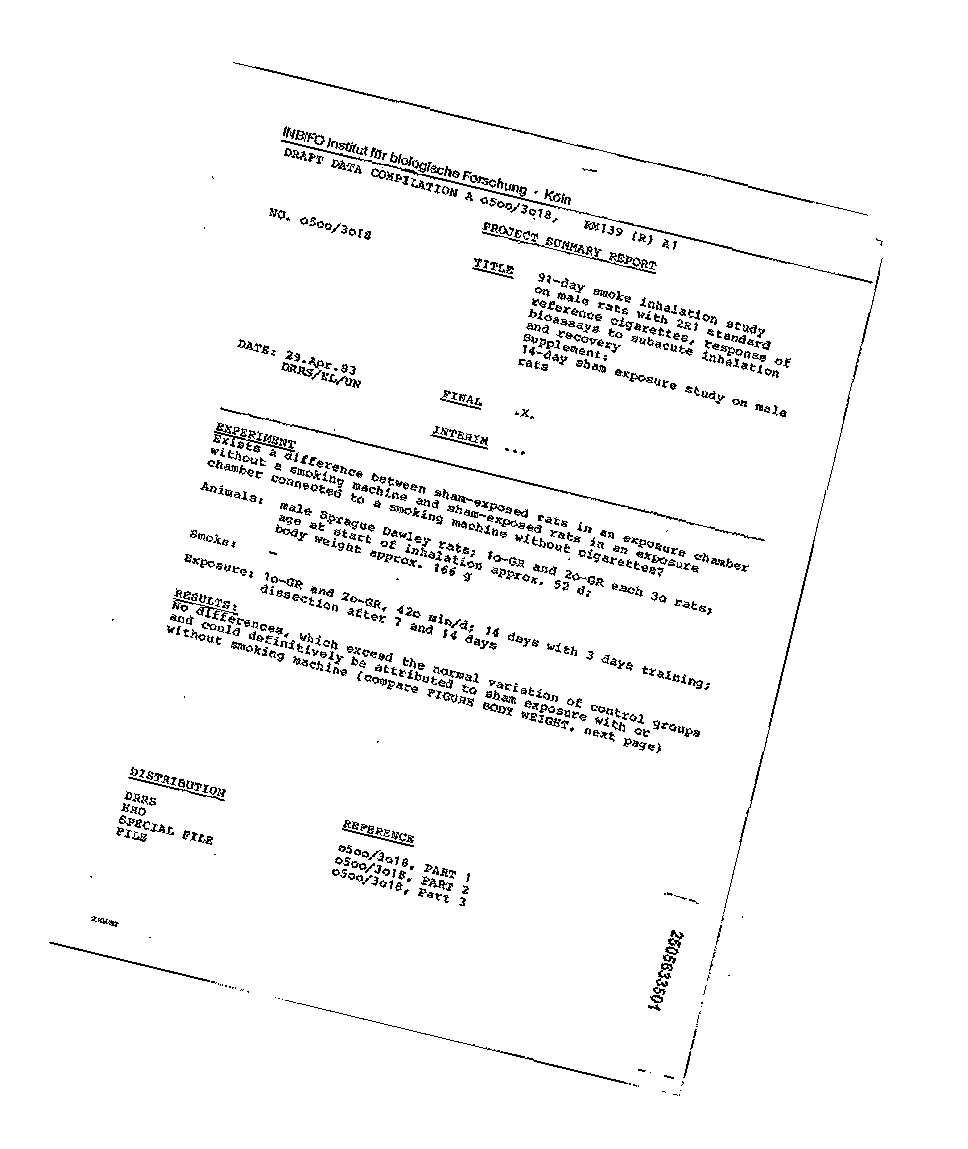 INBIFO Institut für biologische Forschung · Köln
DRAFT DATA COMPILATION A o5oo/3o18, RM139 (R) A1
PROJECT SUMMARY REPORT
NO. o5oo/3o18
TITLE
91-day smoke inhalation study
on male rats with 2R1 standard
reference cigarettes, response of
bioassays to subacute inhalation
and recovery
Supplement:
14-day sham exposure study on male
rats
DATE: 29.Apr.83
DRRS/EL/UN
FINAL .X.
INTERIM ...
EXPERIMENT
Exists a difference between sham-exposed rats in an exposure chamber
without a smoking machine and sham-exposed rats in an exposure
chamber connected to a smoking machine without cigarettes?
Animals: male Sprague Dawley rats; 1o-GR and 2o-GR each 3o rats;
age at start of inhalation approx. 52 d;
body weight approx. 166 g
Smoke: -
Exposure: 1o-GR and 2o-GR, 42o min/d; 14 days with 3 days training;
dissection after 7 and 14 days
RESULTS:
No differences, which exceed the normal variation of control groups
and could definitively be attributed to sham exposure with or
without smoking machine (compare FIGURE BODY WEIGHT, next page)
DISTRIBUTION
DRRS
SPECIAL FILE
FILE
REFERENCE
o5oo/3o18, PART 1
o5oo/3o18, PART 2
o5oo/3o18, Part 3
2505633501